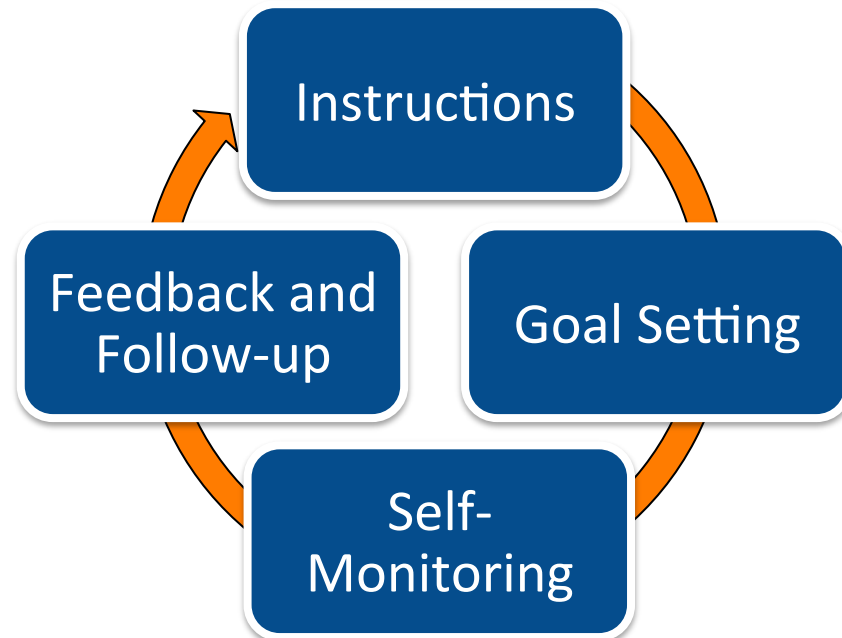 Instructions
Goal Setting
Self-
Monitoring
Feedback and
Follow-up